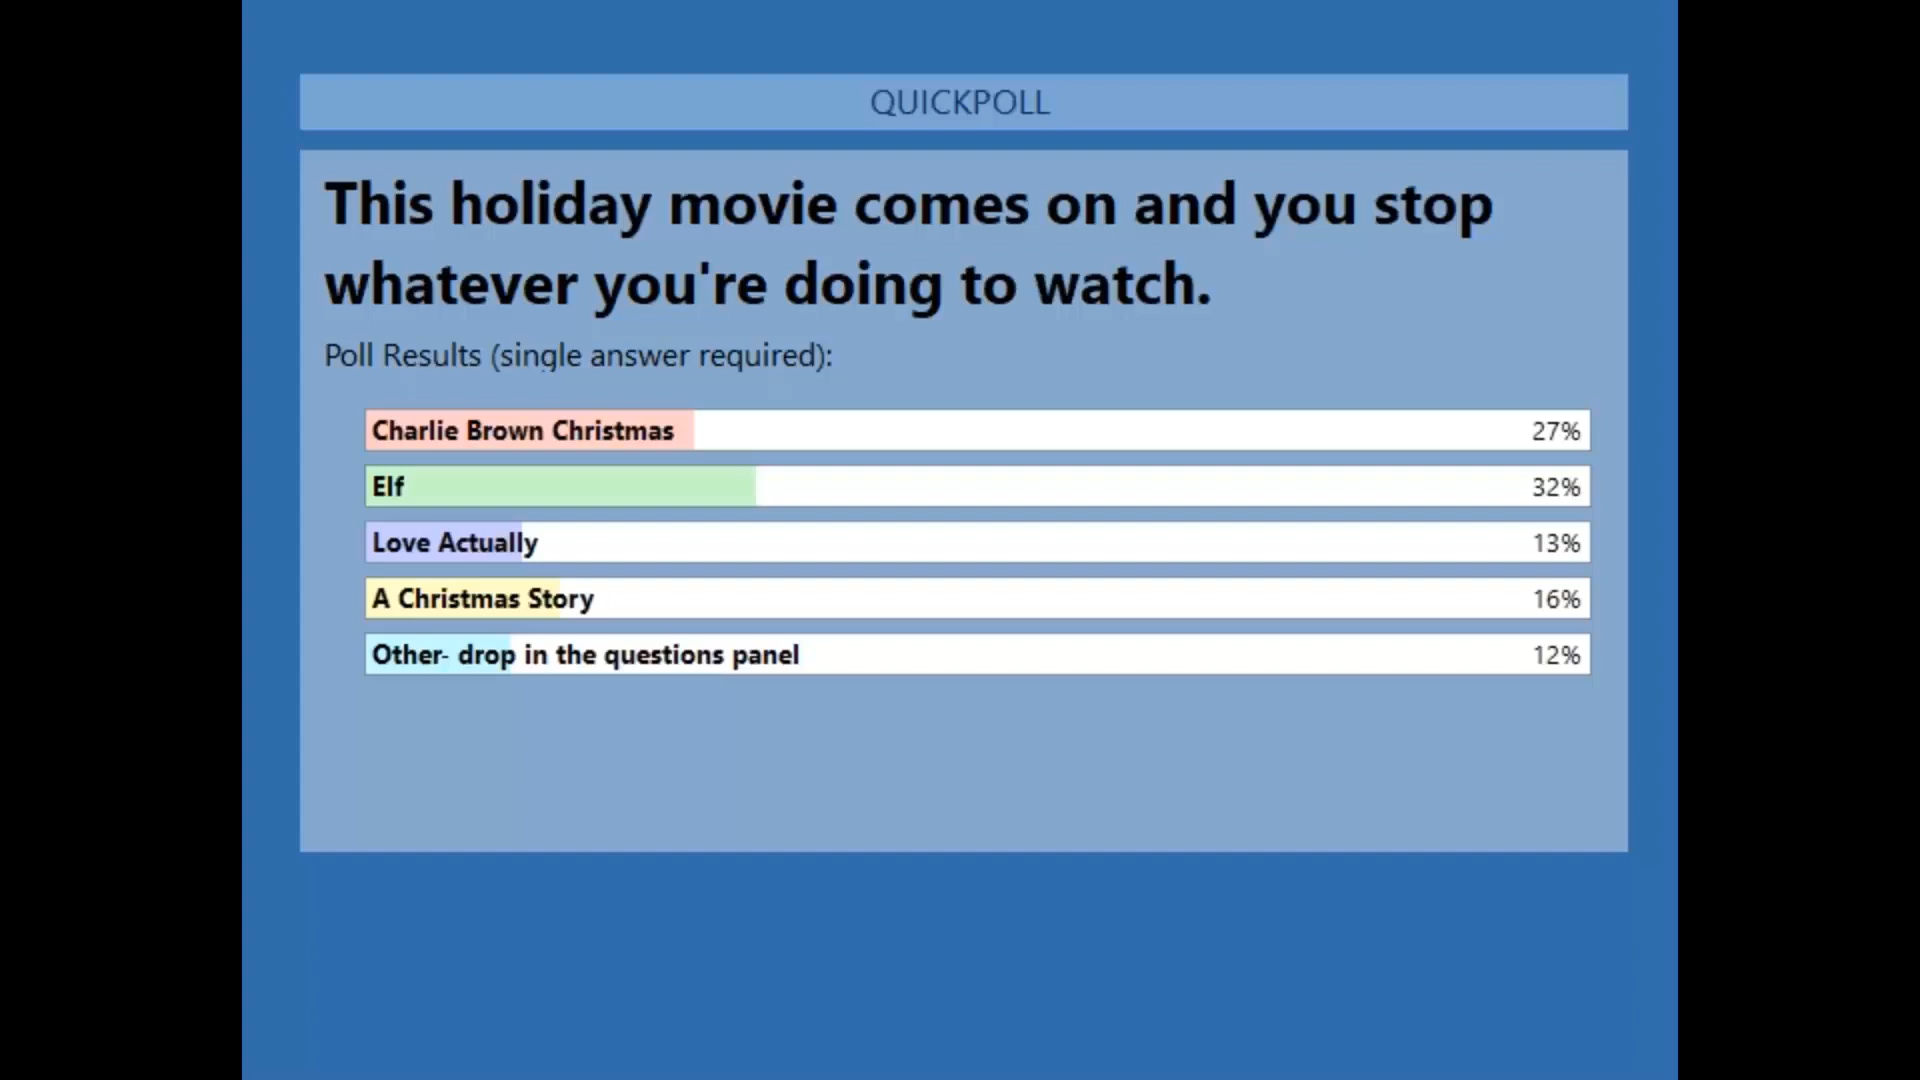 QUICKPOLL
This holiday movie comes on and you stop
whatever you're doing to watch.
Poll Results (single answer required):
Charlie Brown Christmas 27%
Elf 32%
Love Actually 13%
A Christmas Story 16%
Other- drop in the questions panel 12%